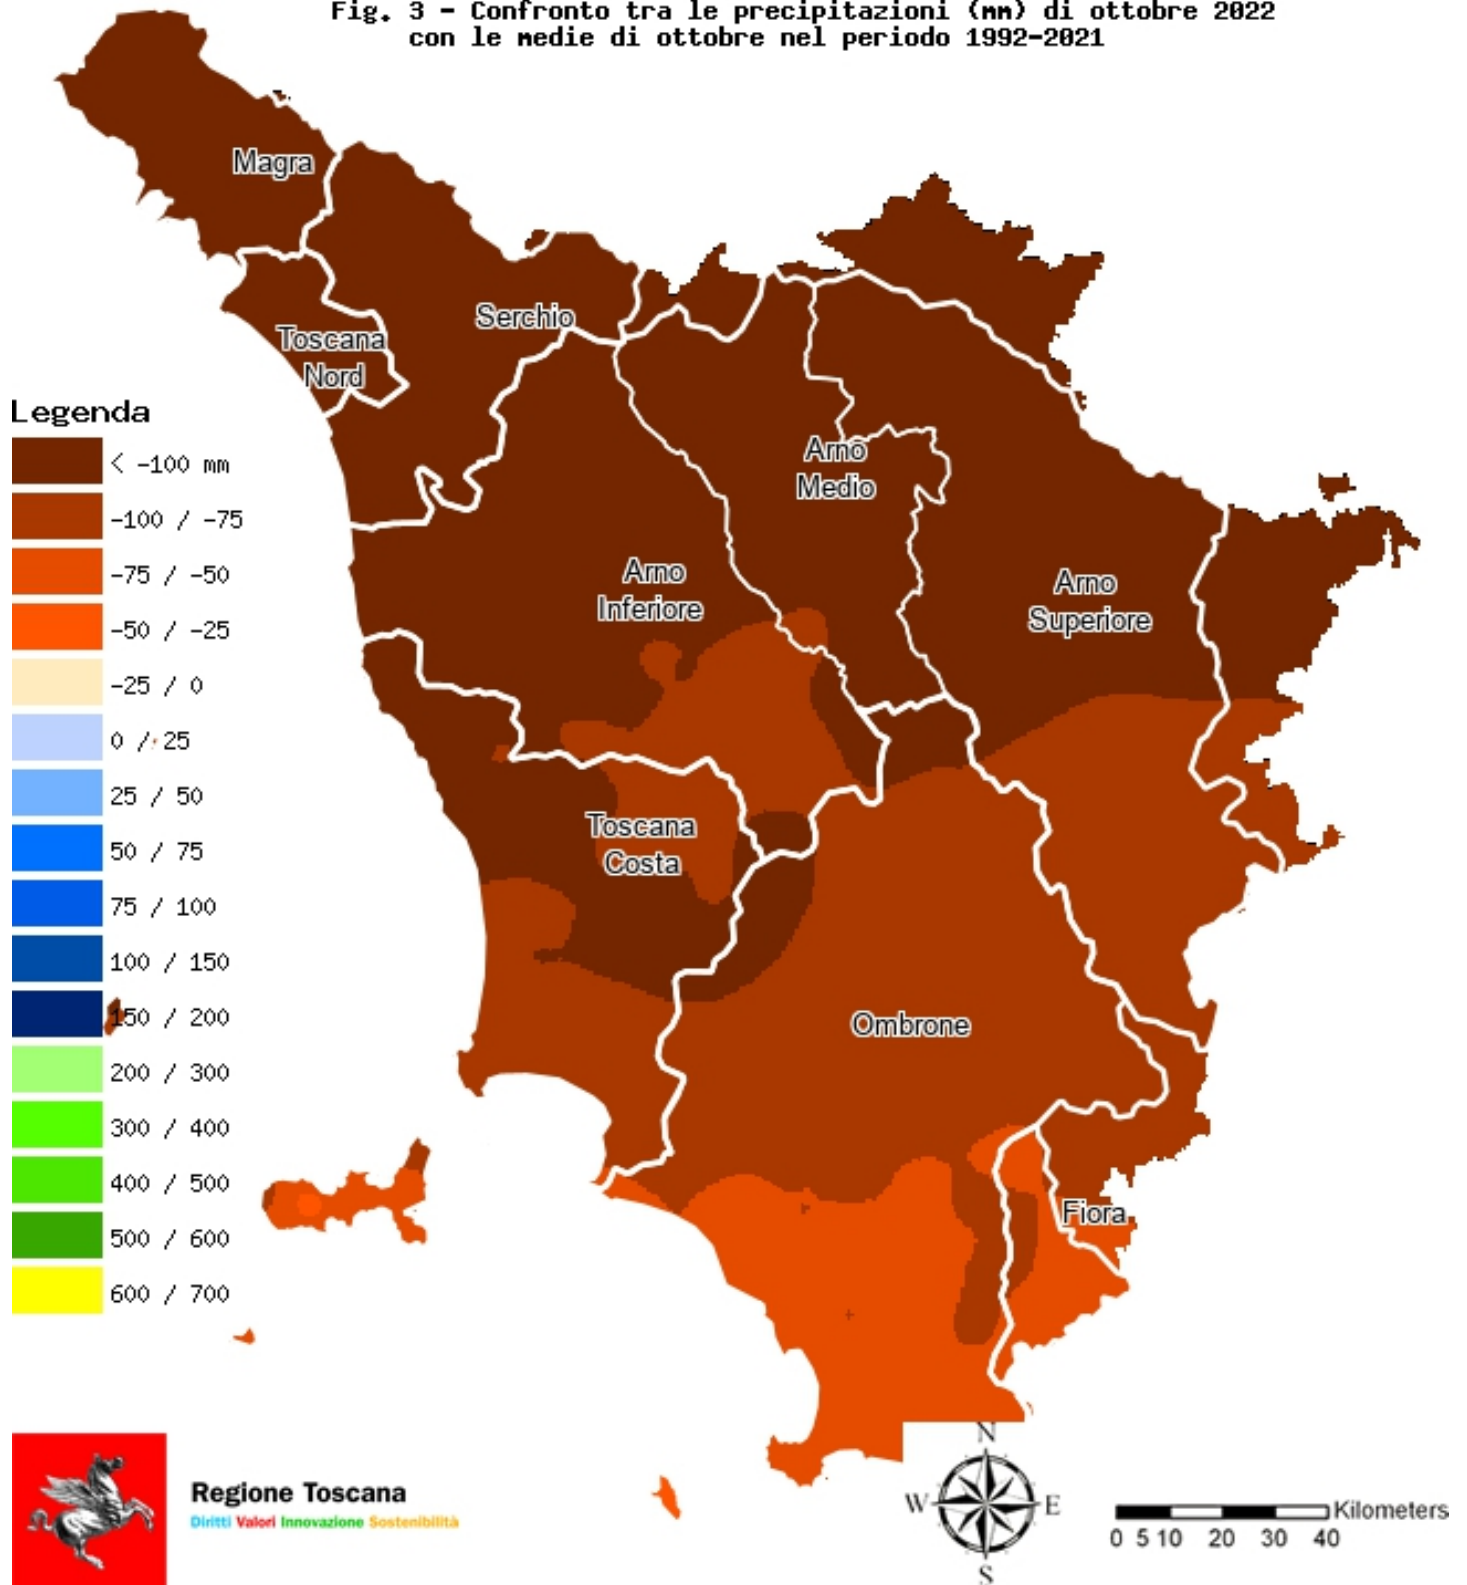 Fig. 3 - Confronto tra le precipitazioni (mm) di ottobre 2022
con le medie di ottobre nel periodo 1992-2021
Magra
Serchio
Toscana
Nord
Legenda
< -100 mm
-100 / -75
-75 / -50
-50 / -25
-25 / 0
0 / 25
25 / 50
50 / 75
75 / 100
100 / 150
150 / 200
200 / 300
300 / 400
400 / 500
500 / 600
600 / 700
Arno
Medio
Arno
Inferiore
Arno
Superiore
Toscana
Costa
Ombrone
Fiora
Regione Toscana
Diritti Valori Innovazione Sostenibilità
N
W E
S
Kilometers
0 5 10 20 30 40